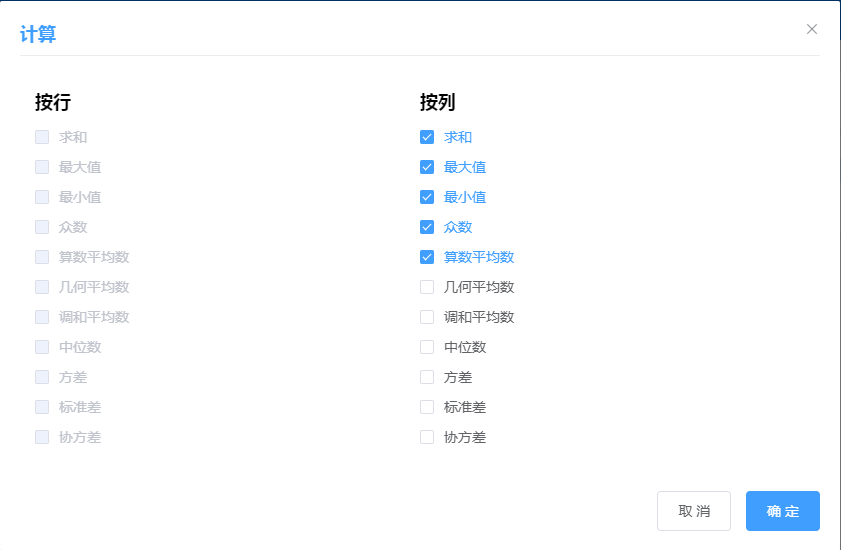 计算
按行
求和
最大值
最小值
众数
算数平均数
几何平均数
调和平均数
中位数
方差
标准差
协方差
按列
求和
最大值
最小值
众数
算数平均数
几何平均数
调和平均数
中位数
方差
标准差
协方差
取 消
确 定